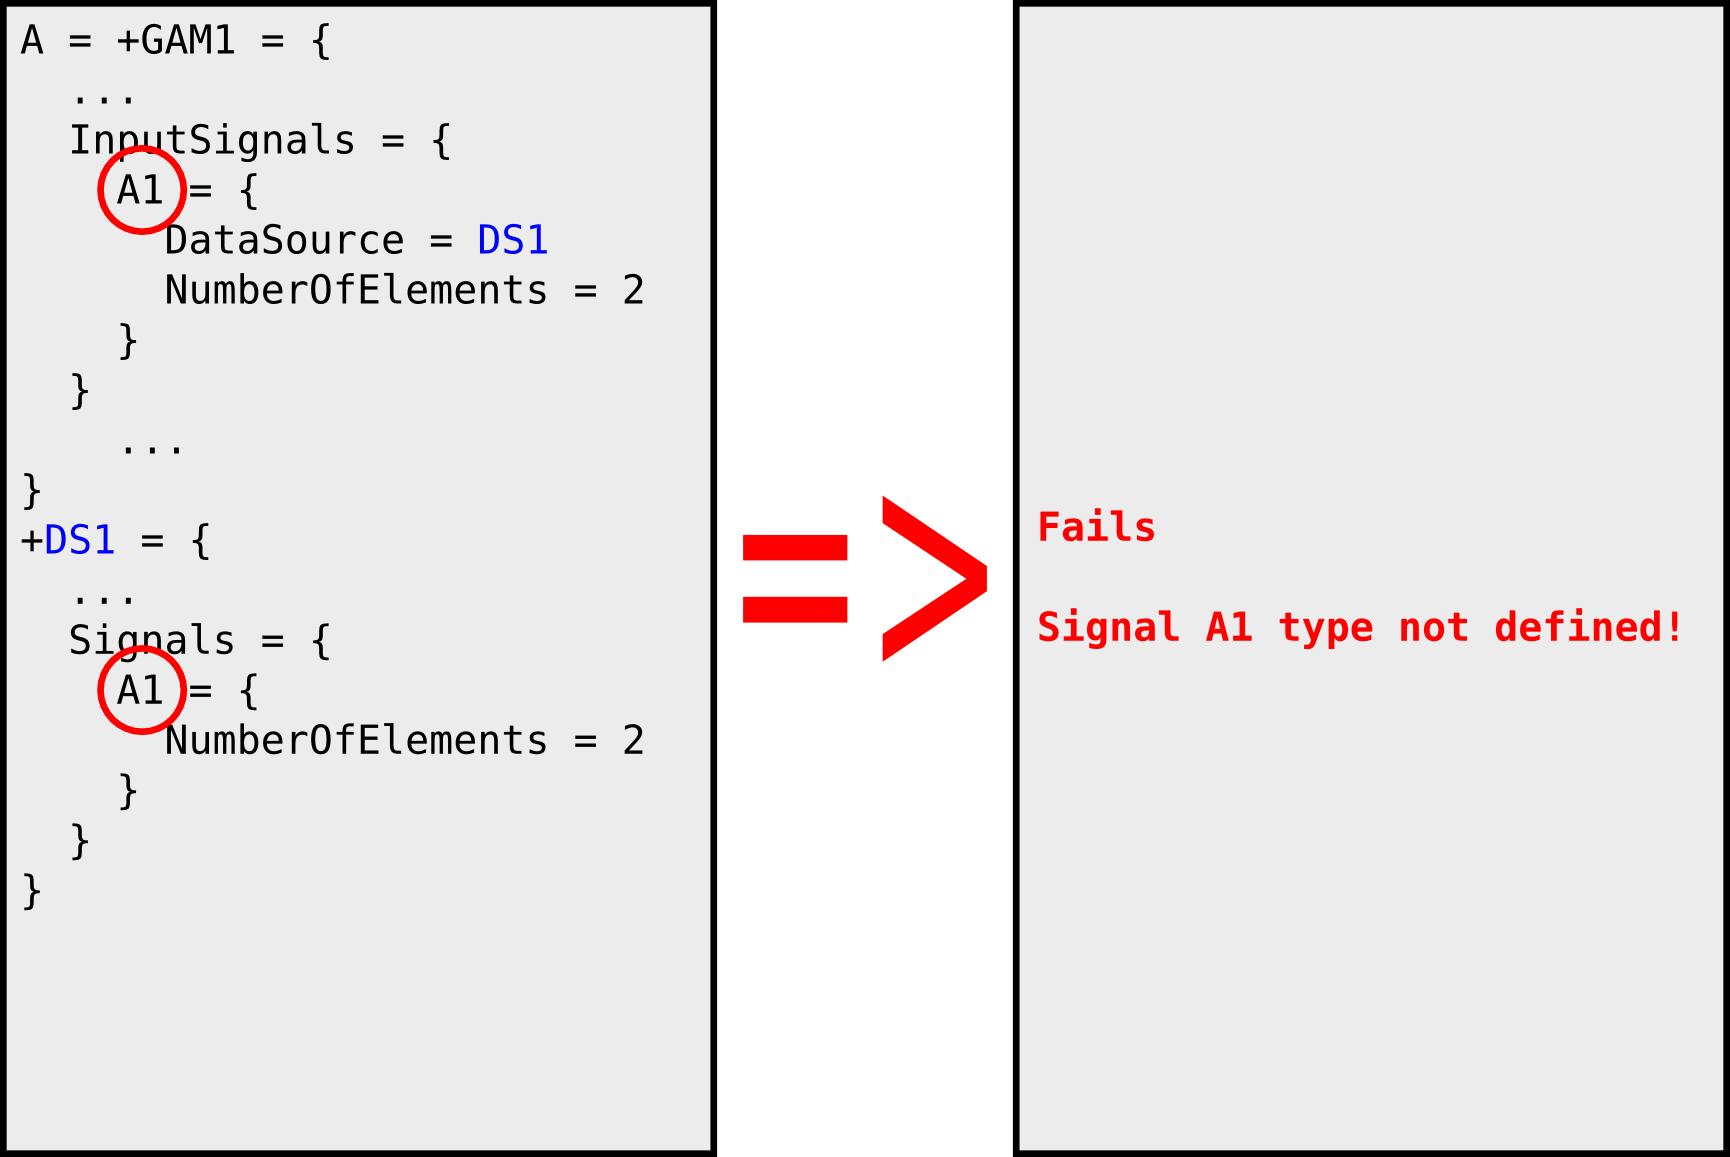 A = +GAM1 = {
  ...
  InputSignals = {
    A1 = {
      DataSource = DS1
      NumberOfElements = 2
    }
  }
    ...
}
+DS1 = {
  ...
  Signals = {
    A1 = {
      NumberOfElements = 2
    }
  }
}
=>
Fails
Signal A1 type not defined!